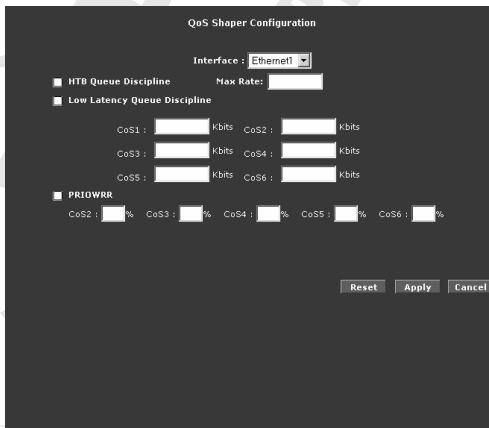 QoS Shaper Configuration
Interface : Ethernet1
HTB Queue Discipline Max Rate:
Low Latency Queue Discipline
CoS1 : Kbits CoS2 : Kbits
CoS3 : Kbits CoS4 : Kbits
CoS5 : Kbits CoS6 : Kbits
PRIOWRR
CoS2 : % CoS3 : % CoS4 : % CoS5 : % CoS6 : %
Reset Apply Cancel